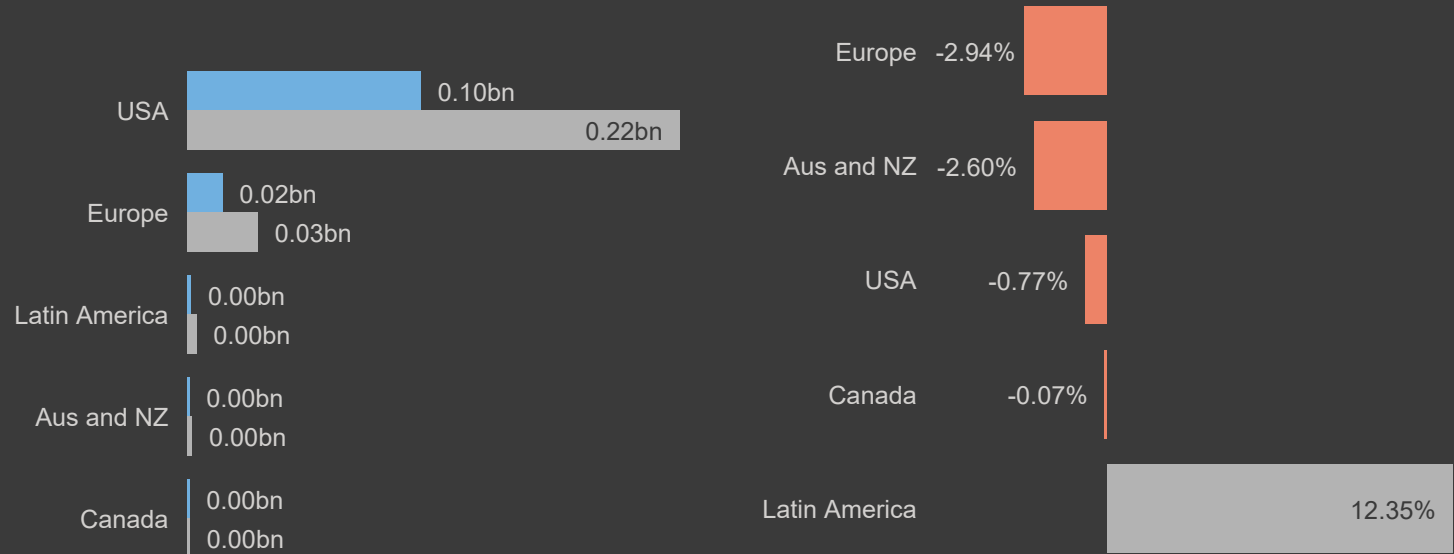 USA
0.10bn
0.22bn
Europe
0.02bn
0.03bn
Latin America
0.00bn
0.00bn
Aus and NZ
0.00bn
0.00bn
Canada
0.00bn
0.00bn
Europe -2.94%
Aus and NZ -2.60%
USA -0.77%
Canada -0.07%
Latin America 12.35%